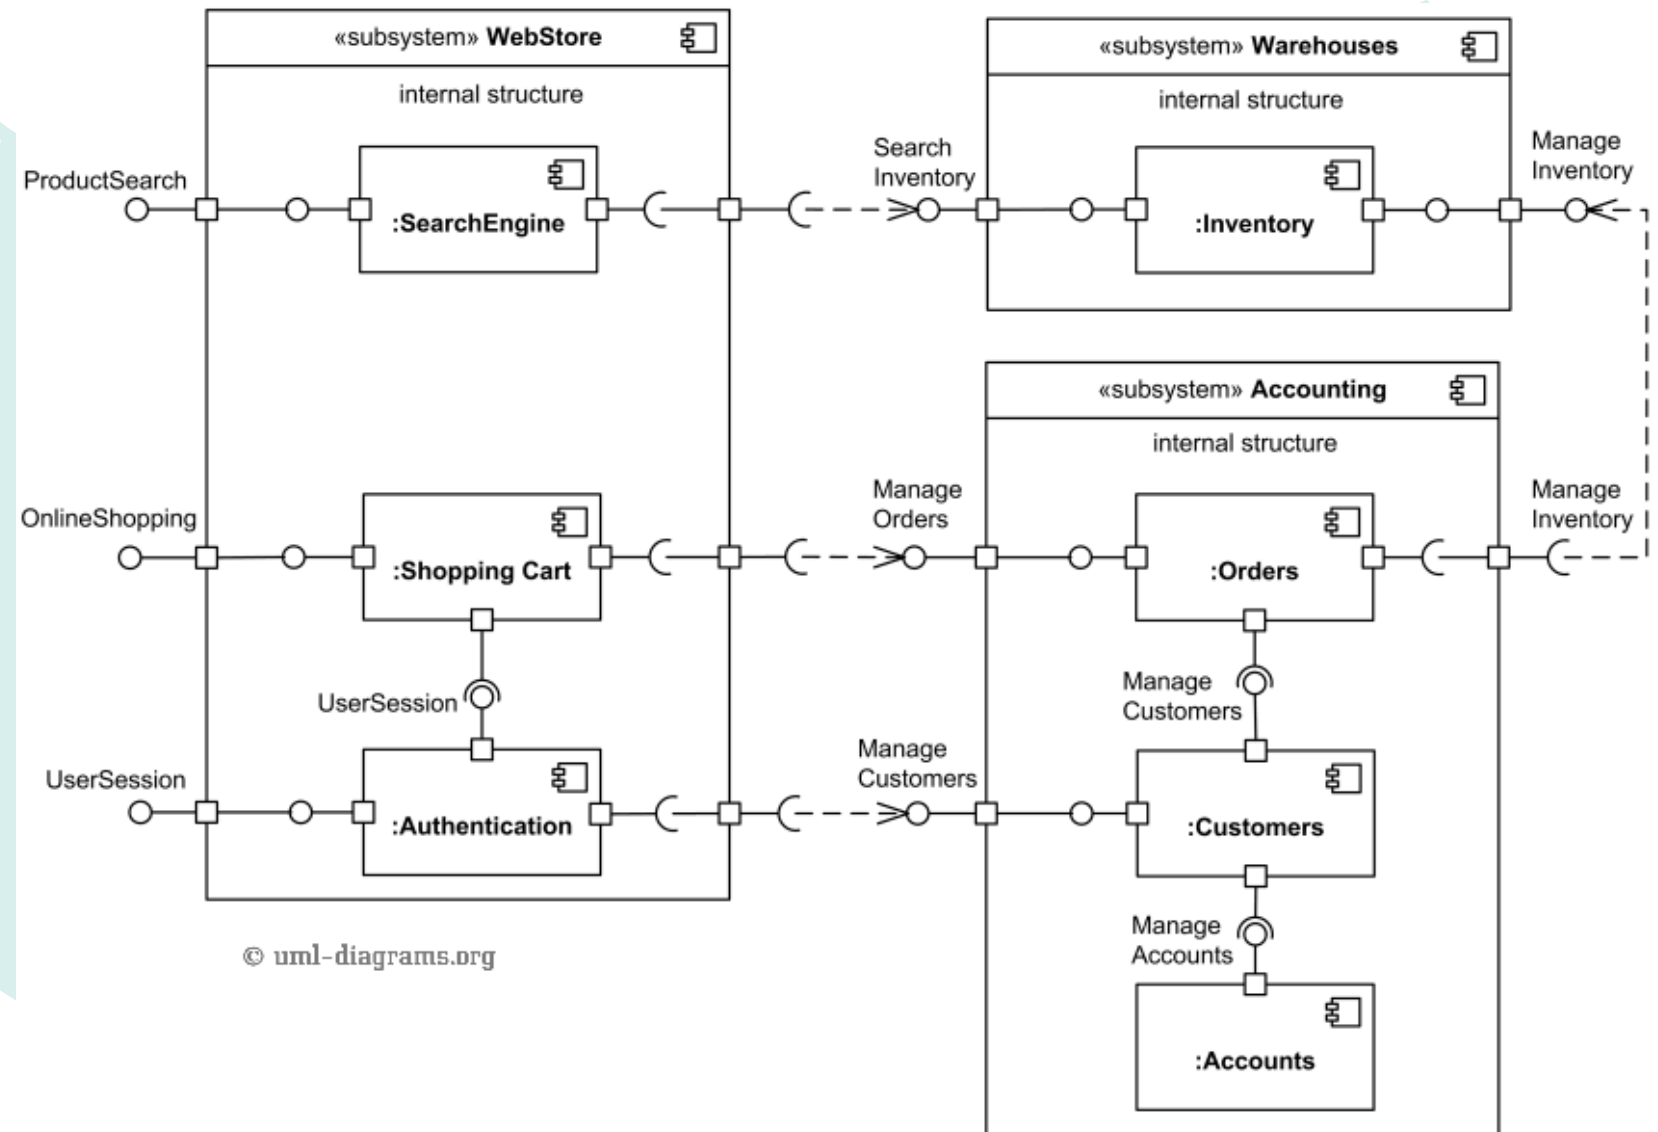 «subsystem» WebStore
internal structure
ProductSearch
:SearchEngine
OnlineShopping
:Shopping Cart
UserSession
UserSession
:Authentication
Search
Inventory
Manage
Orders
Manage
Customers
«subsystem» Warehouses
internal structure
:Inventory
Manage
Inventory
«subsystem» Accounting
internal structure
:Orders
Manage
Inventory
Manage
Customers
:Customers
Manage
Accounts
:Accounts
© uml-diagrams.org